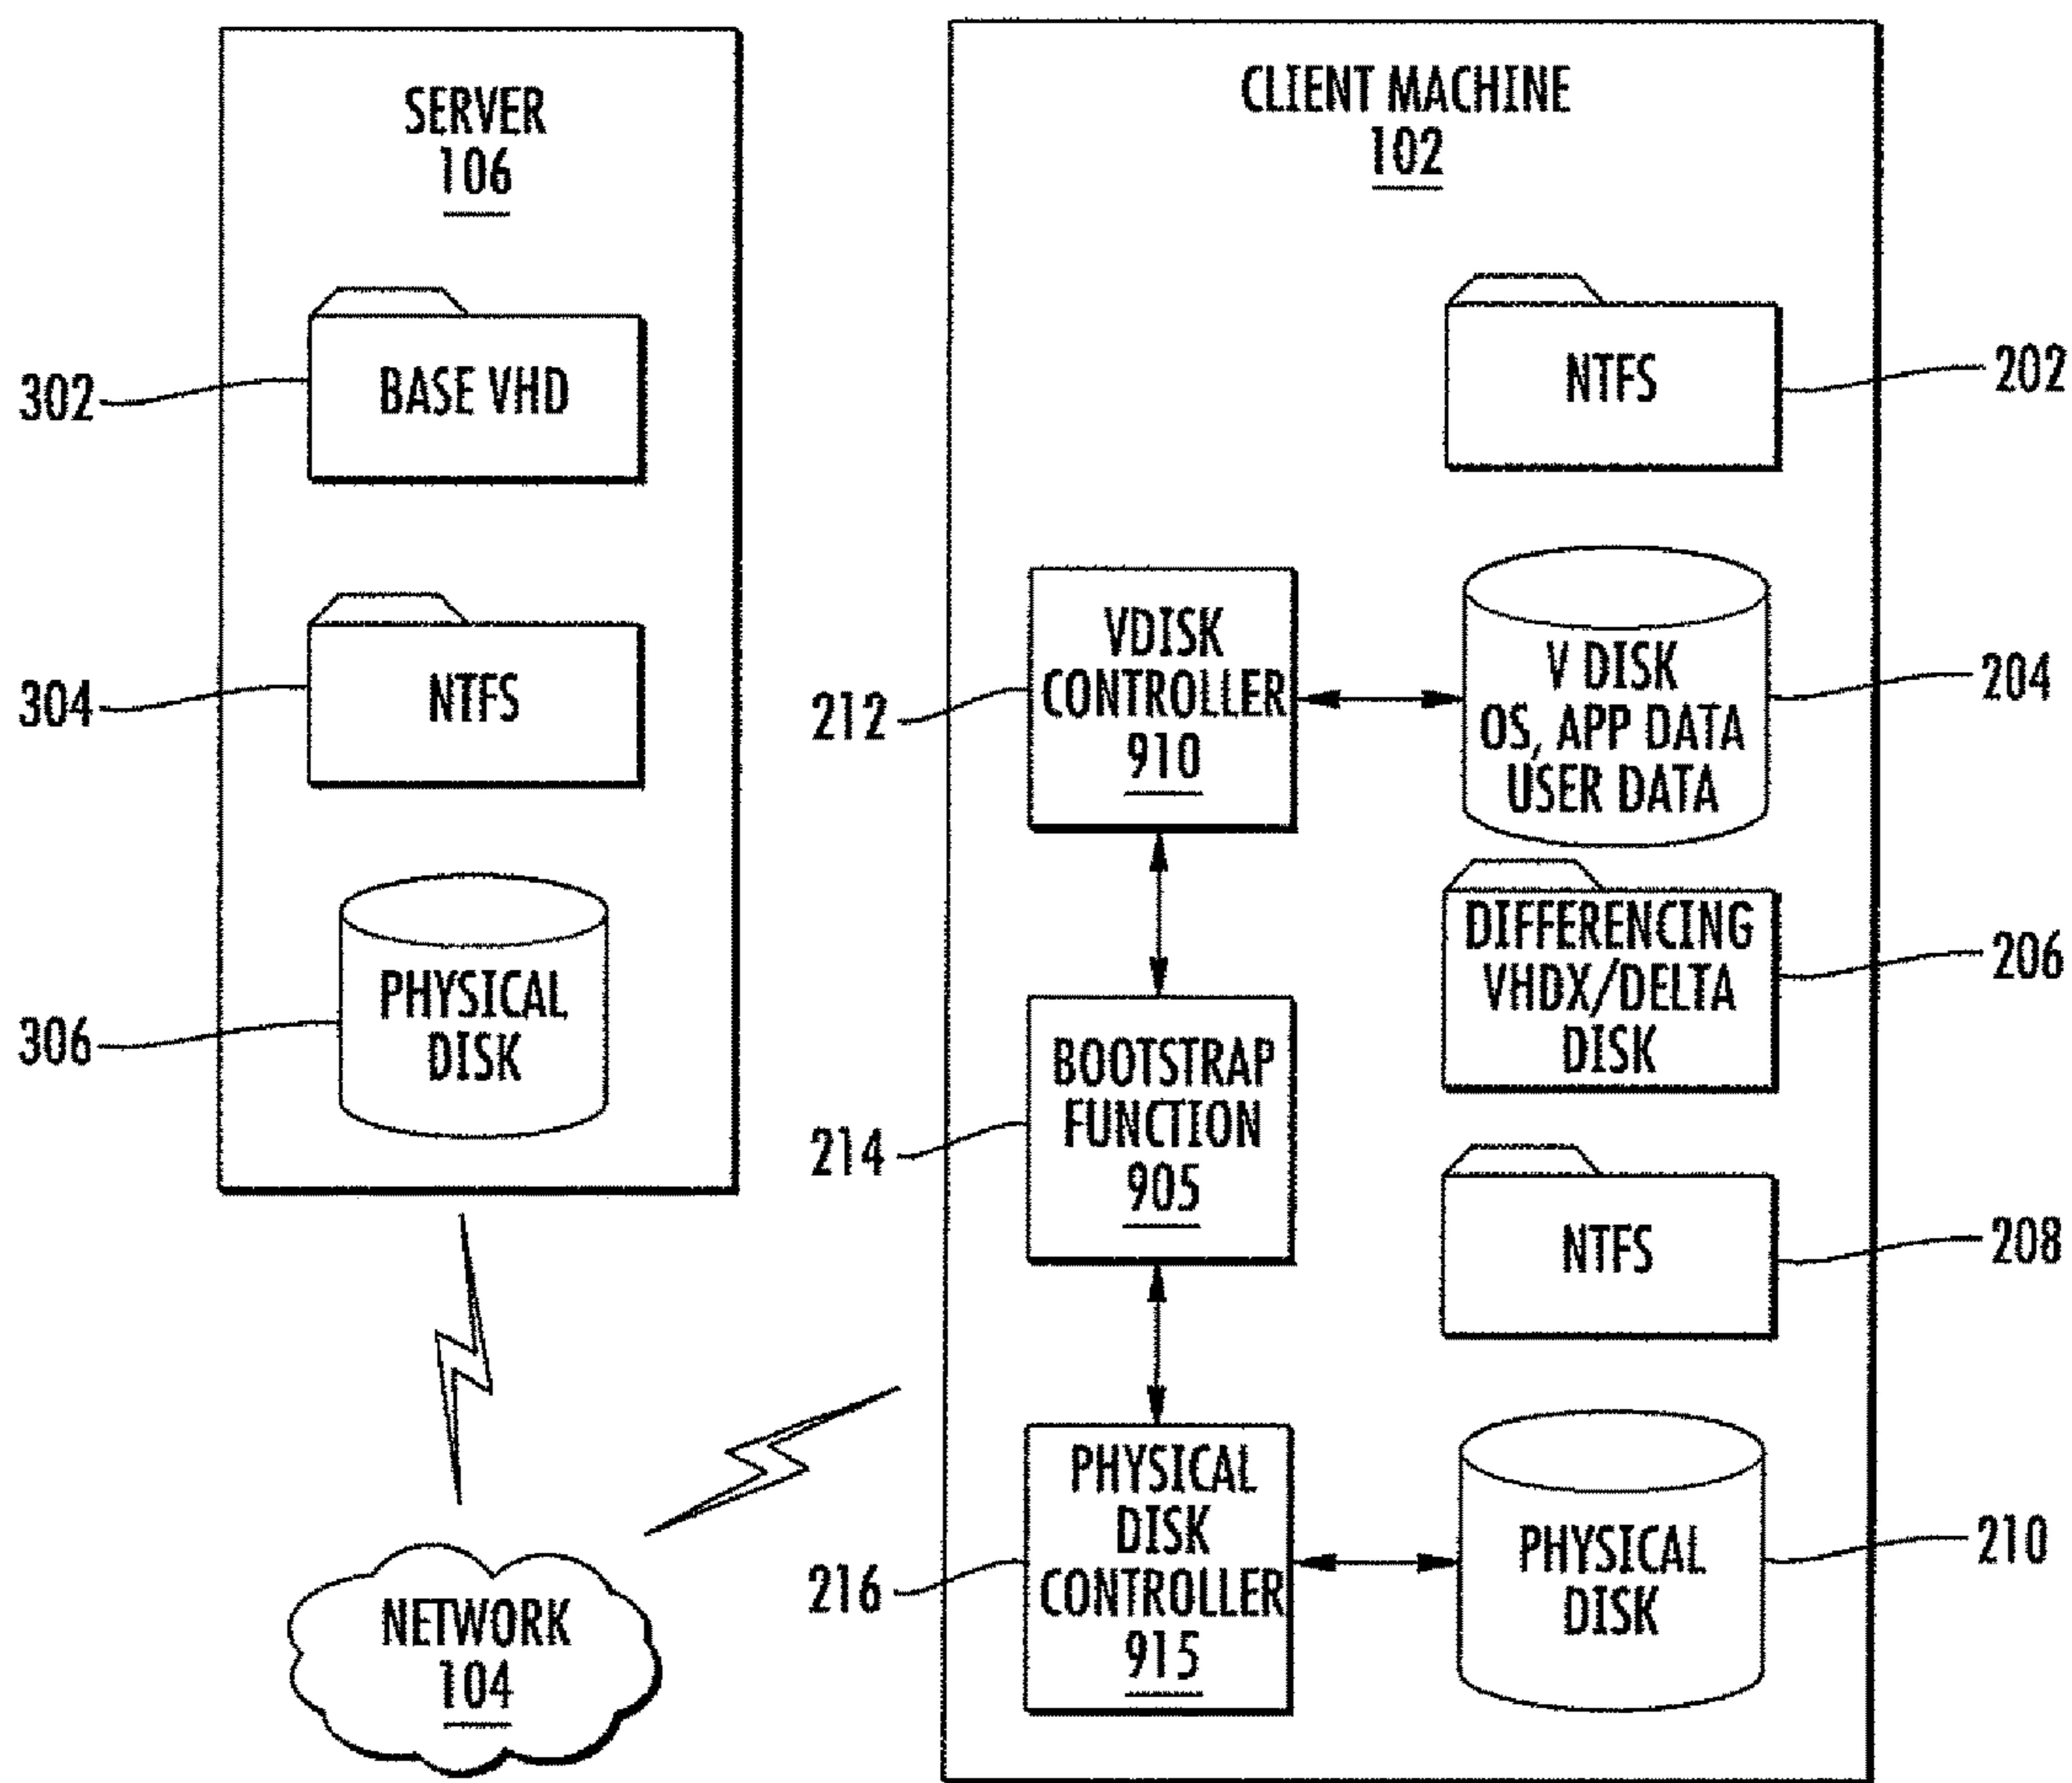 SERVER
106
302
BASE VHD
304
NTFS
306
PHYSICAL
DISK
NETWORK
104
CLIENT MACHINE
102
NTFS
202
212
VDISK
CONTROLLER
910
V DISK
OS, APP DATA
USER DATA
204
DIFFERENCING
VHDX/DELTA
DISK
206
214
BOOTSTRAP
FUNCTION
905
NTFS
208
216
PHYSICAL
DISK
CONTROLLER
915
PHYSICAL
DISK
210